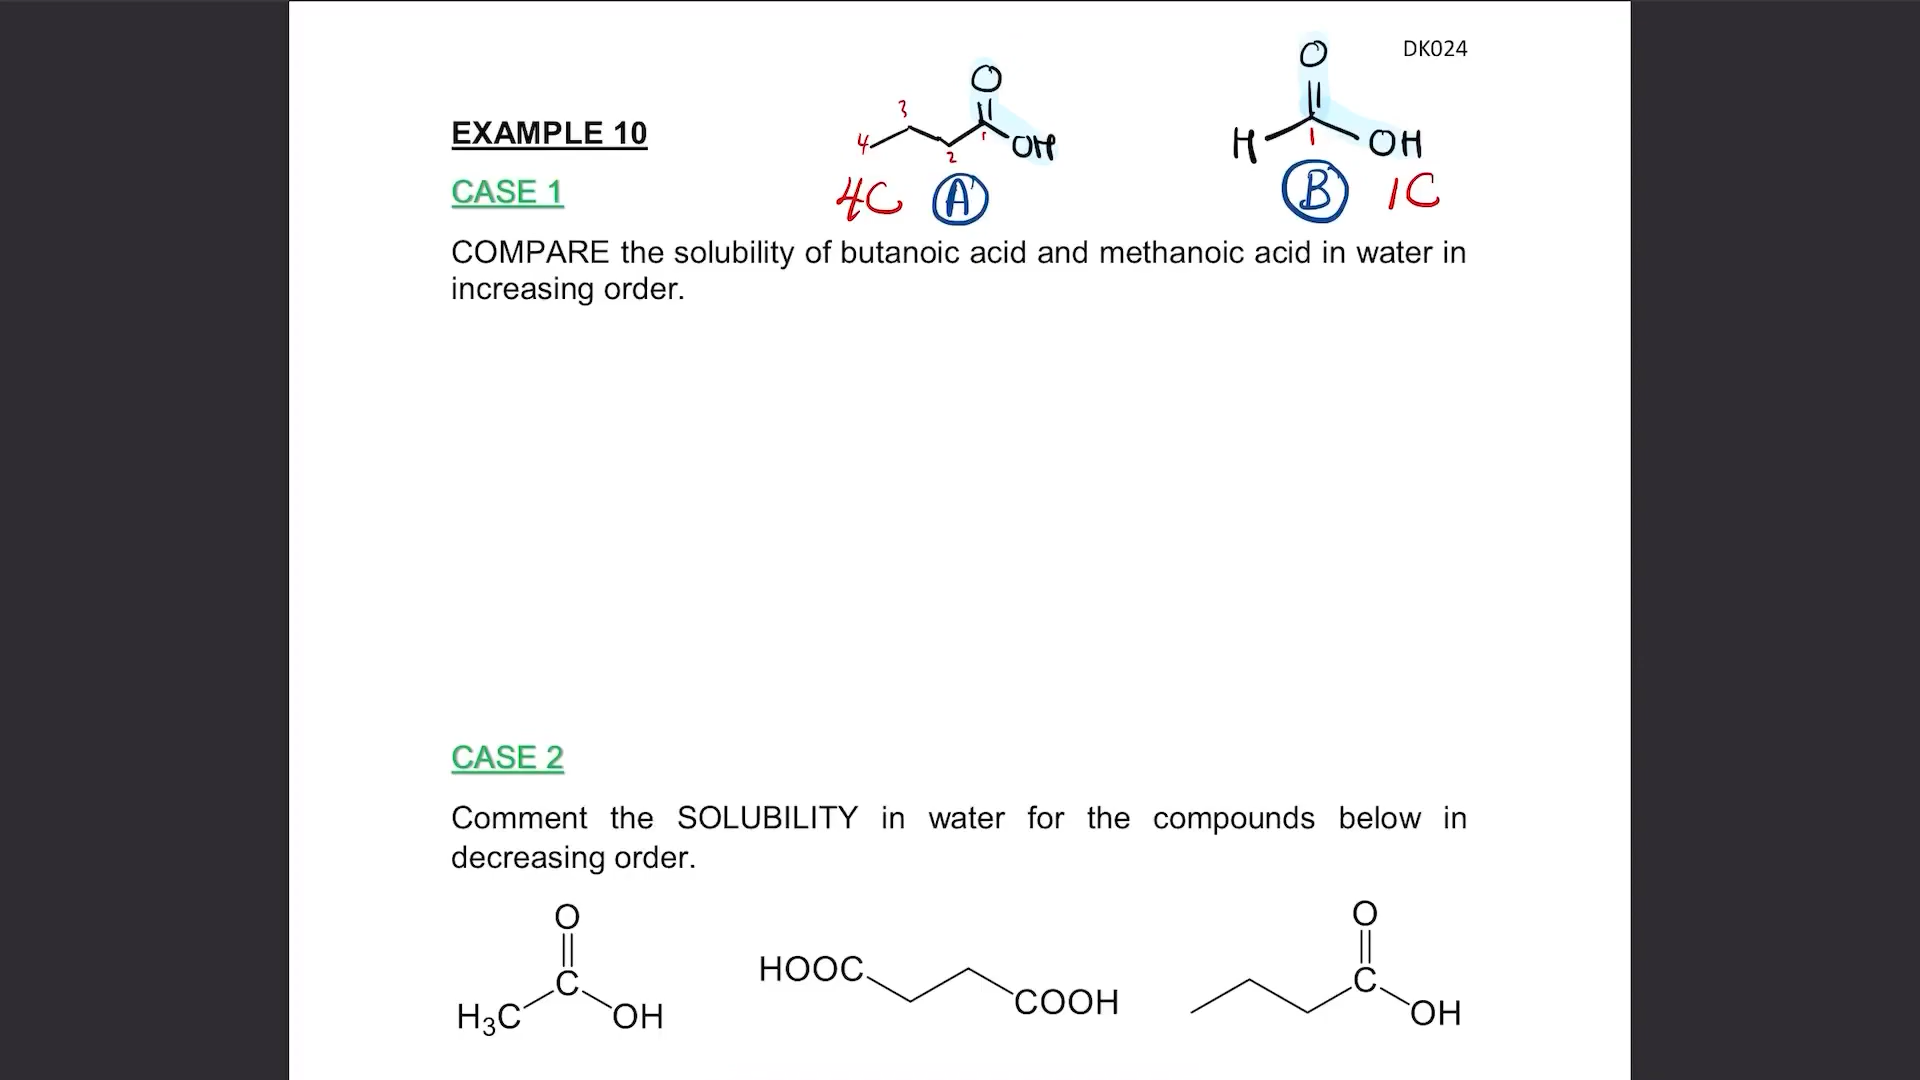 DK024
O
O
EXAMPLE 10
4 3 2 1 OH
H 1 OH
CASE 1
4C A
B 1C
COMPARE the solubility of butanoic acid and methanoic acid in water in
increasing order.
CASE 2
Comment the SOLUBILITY in water for the compounds below in
decreasing order.
O
H₃C C OH
HOOC COOH
O
C OH